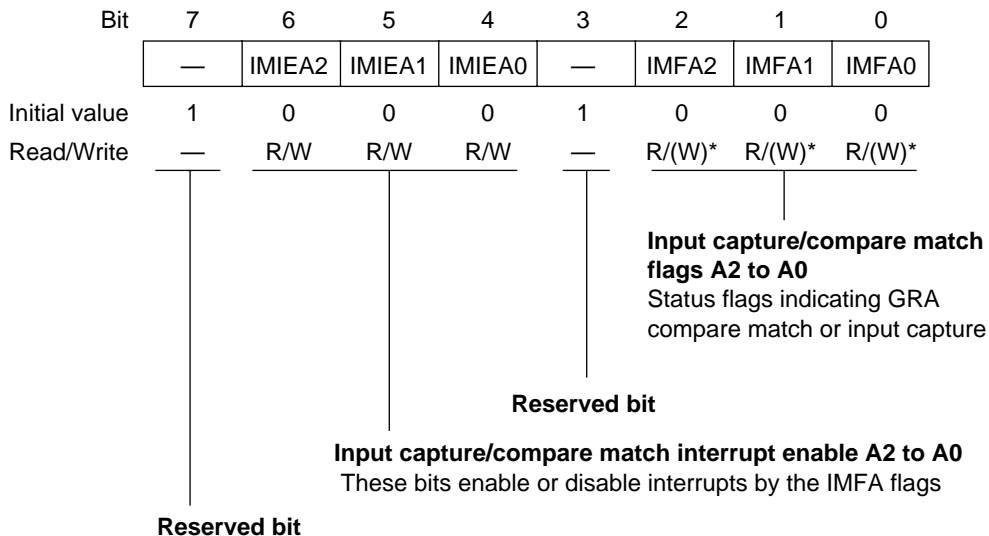 Bit 7 6 5 4 3 2 1 0
— IMIEA2 IMIEA1 IMIEA0 — IMFA2 IMFA1 IMFA0
Initial value 1 0 0 0 1 0 0 0
Read/Write — R/W R/W R/W — R/(W)* R/(W)* R/(W)*
Input capture/compare match
flags A2 to A0
Status flags indicating GRA
compare match or input capture
Reserved bit
Input capture/compare match interrupt enable A2 to A0
These bits enable or disable interrupts by the IMFA flags
Reserved bit